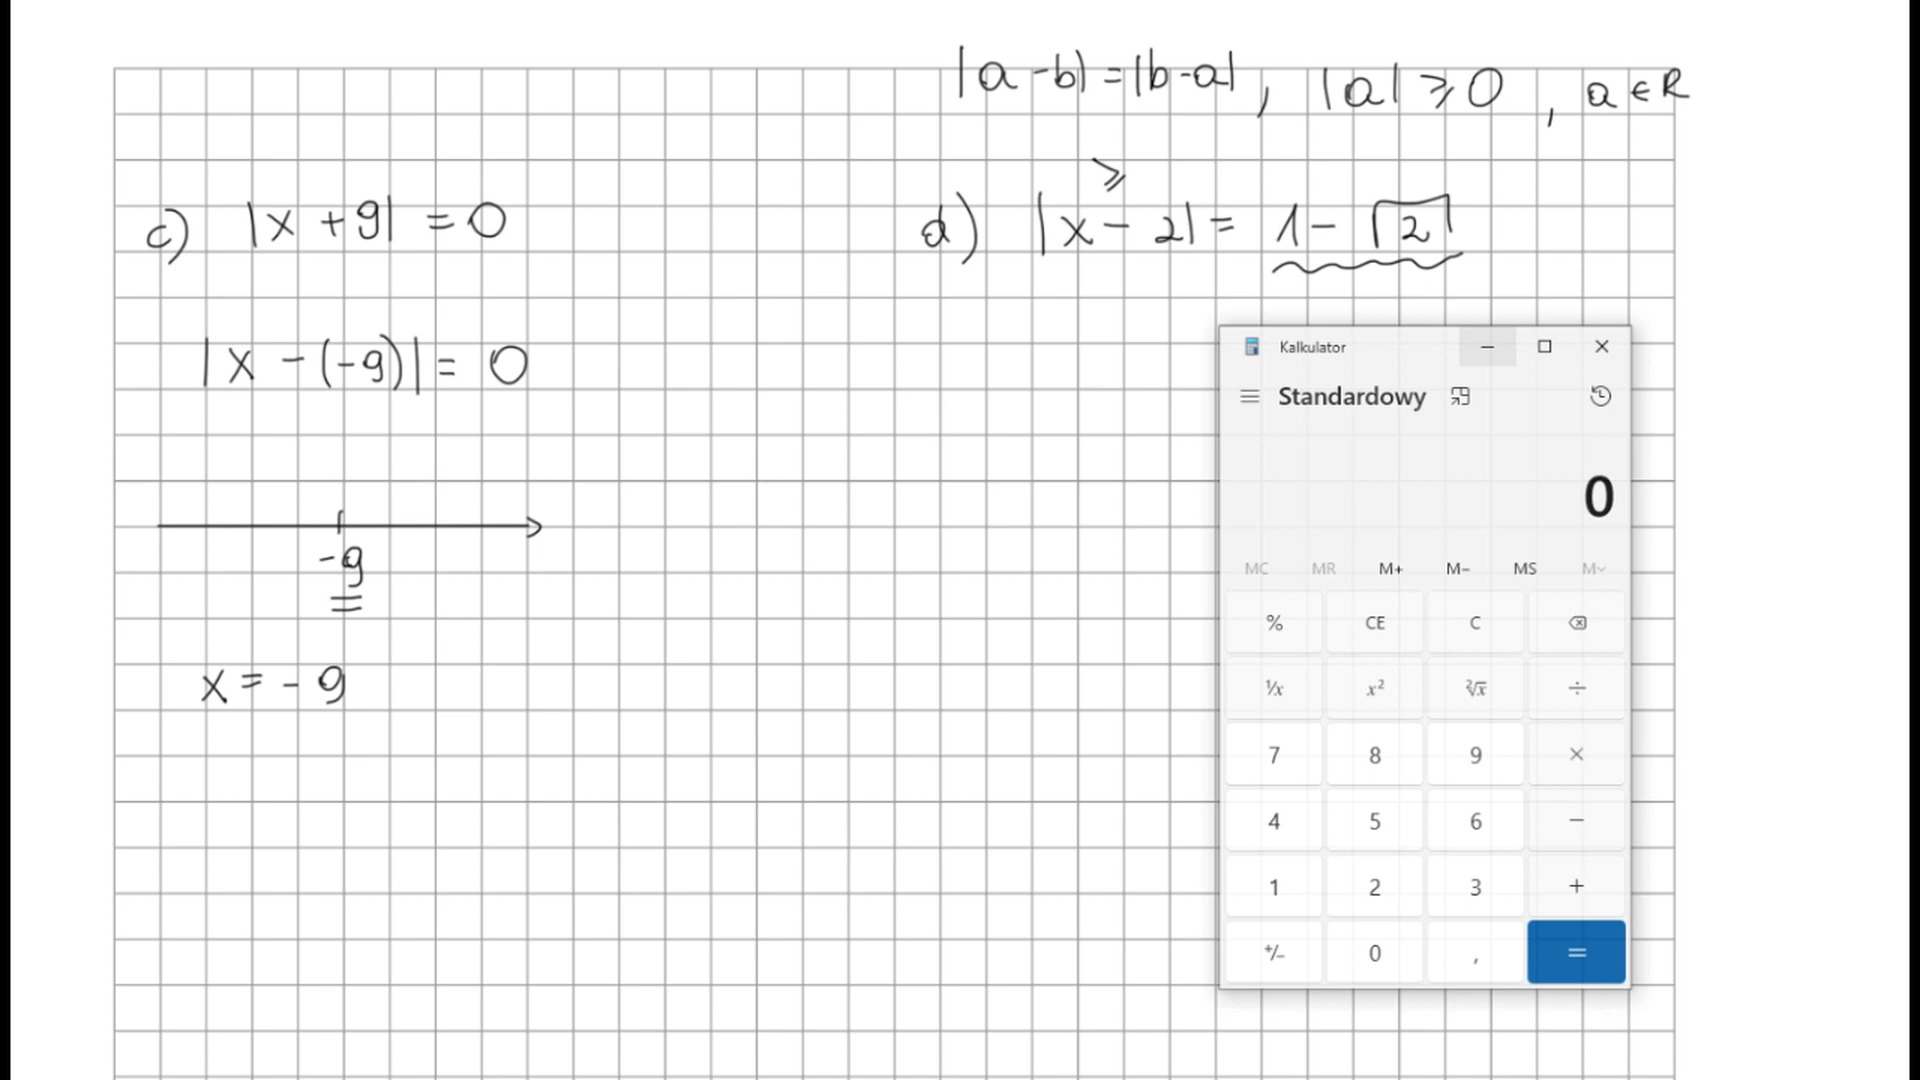 |a-b| = |b-a| , |a| ⩾ 0 , a ∈ R
c) |x + 9| = 0
⩾
d) |x - 2| = 1 - √2
|x - (-9)| = 0
-9
x = - 9
Kalkulator
Standardowy
0
MC MR M+ M− MS M˅
% CE C
⅟x x² ²√x ÷
7 8 9 ×
4 5 6 −
1 2 3 +
+/− 0 , =